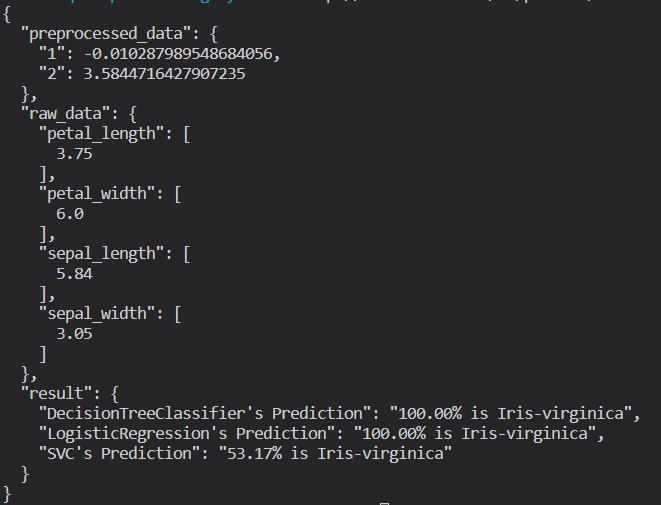 {
  "preprocessed_data": {
    "1": -0.010287989548684056,
    "2": 3.5844716427907235
  },
  "raw_data": {
    "petal_length": [
      3.75
    ],
    "petal_width": [
      6.0
    ],
    "sepal_length": [
      5.84
    ],
    "sepal_width": [
      3.05
    ]
  },
  "result": {
    "DecisionTreeClassifier's Prediction": "100.00% is Iris-virginica",
    "LogisticRegression's Prediction": "100.00% is Iris-virginica",
    "SVC's Prediction": "53.17% is Iris-virginica"
  }
}